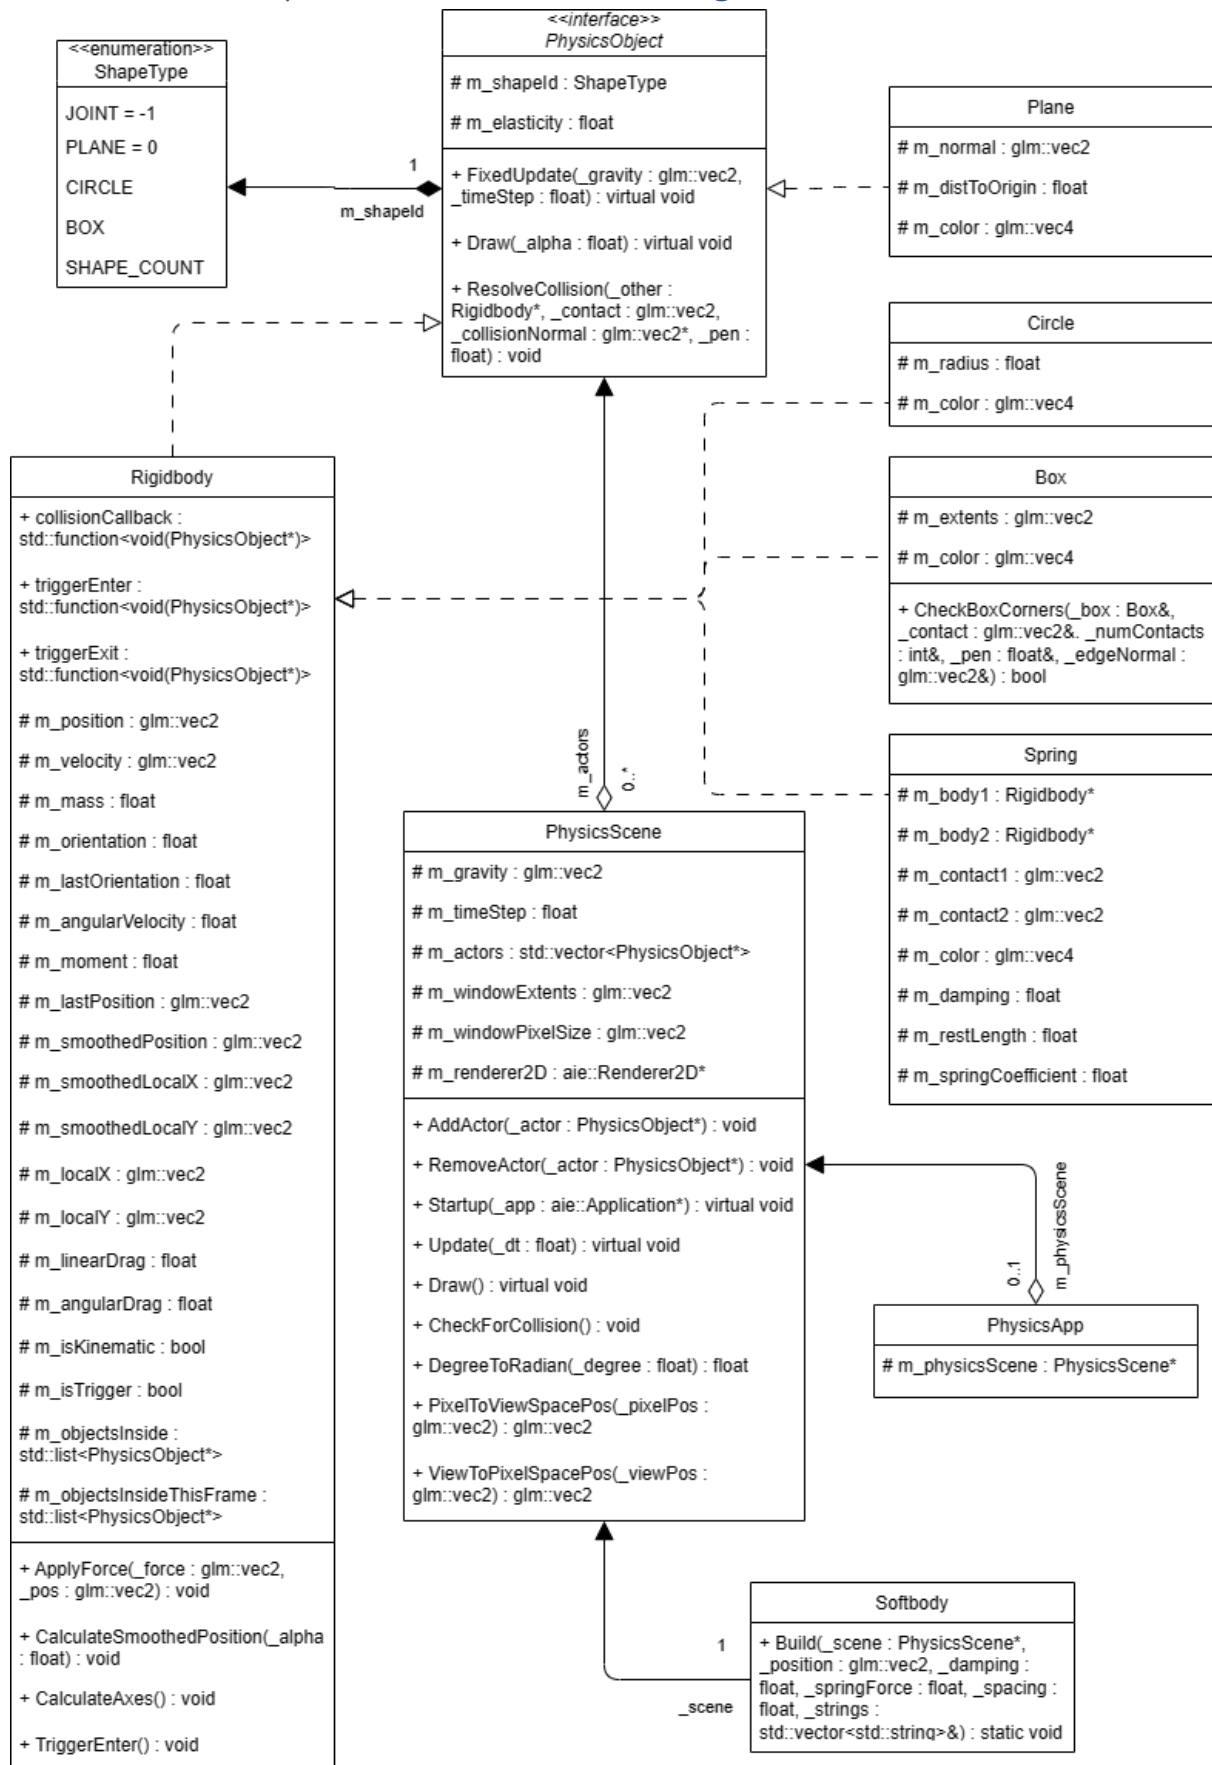 <<enumeration>>
ShapeType
JOINT = -1
PLANE = 0
CIRCLE
BOX
SHAPE_COUNT
1
m_shapeId
<<interface>>
PhysicsObject
# m_shapeId : ShapeType
# m_elasticity : float
+ FixedUpdate(_gravity : glm::vec2,
_timeStep : float) : virtual void
+ Draw(_alpha : float) : virtual void
+ ResolveCollision(_other :
Rigidbody*, _contact : glm::vec2,
_collisionNormal : glm::vec2*, _pen :
float) : void
Plane
# m_normal : glm::vec2
# m_distToOrigin : float
# m_color : glm::vec4
Circle
# m_radius : float
# m_color : glm::vec4
Box
# m_extents : glm::vec2
# m_color : glm::vec4
+ CheckBoxCorners(_box : Box&,
_contact : glm::vec2&. _numContacts
: int&, _pen : float&, _edgeNormal :
glm::vec2&) : bool
Spring
# m_body1 : Rigidbody*
# m_body2 : Rigidbody*
# m_contact1 : glm::vec2
# m_contact2 : glm::vec2
# m_color : glm::vec4
# m_damping : float
# m_restLength : float
# m_springCoefficient : float
Rigidbody
+ collisionCallback :
std::function<void(PhysicsObject*)>
+ triggerEnter :
std::function<void(PhysicsObject*)>
+ triggerExit :
std::function<void(PhysicsObject*)>
# m_position : glm::vec2
# m_velocity : glm::vec2
# m_mass : float
# m_orientation : float
# m_lastOrientation : float
# m_angularVelocity : float
# m_moment : float
# m_lastPosition : glm::vec2
# m_smoothedPosition : glm::vec2
# m_smoothedLocalX : glm::vec2
# m_smoothedLocalY : glm::vec2
# m_localX : glm::vec2
# m_localY : glm::vec2
# m_linearDrag : float
# m_angularDrag : float
# m_isKinematic : bool
# m_isTrigger : bool
# m_objectsInside :
std::list<PhysicsObject*>
# m_objectsInsideThisFrame :
std::list<PhysicsObject*>
+ ApplyForce(_force : glm::vec2,
_pos : glm::vec2) : void
+ CalculateSmoothedPosition(_alpha
: float) : void
+ CalculateAxes() : void
+ TriggerEnter() : void
m_actors
0..*
PhysicsScene
# m_gravity : glm::vec2
# m_timeStep : float
# m_actors : std::vector<PhysicsObject*>
# m_windowExtents : glm::vec2
# m_windowPixelSize : glm::vec2
# m_renderer2D : aie::Renderer2D*
+ AddActor(_actor : PhysicsObject*) : void
+ RemoveActor(_actor : PhysicsObject*) : void
+ Startup(_app : aie::Application*) : virtual void
+ Update(_dt : float) : virtual void
+ Draw() : virtual void
+ CheckForCollision() : void
+ DegreeToRadian(_degree : float) : float
+ PixelToViewSpacePos(_pixelPos :
glm::vec2) : glm::vec2
+ ViewToPixelSpacePos(_viewPos :
glm::vec2) : glm::vec2
0..1
m_physicsScene
PhysicsApp
# m_physicsScene : PhysicsScene*
1
_scene
Softbody
+ Build(_scene : PhysicsScene*,
_position : glm::vec2, _damping :
float, _springForce : float, _spacing :
float, _strings :
std::vector<std::string>&) : static void